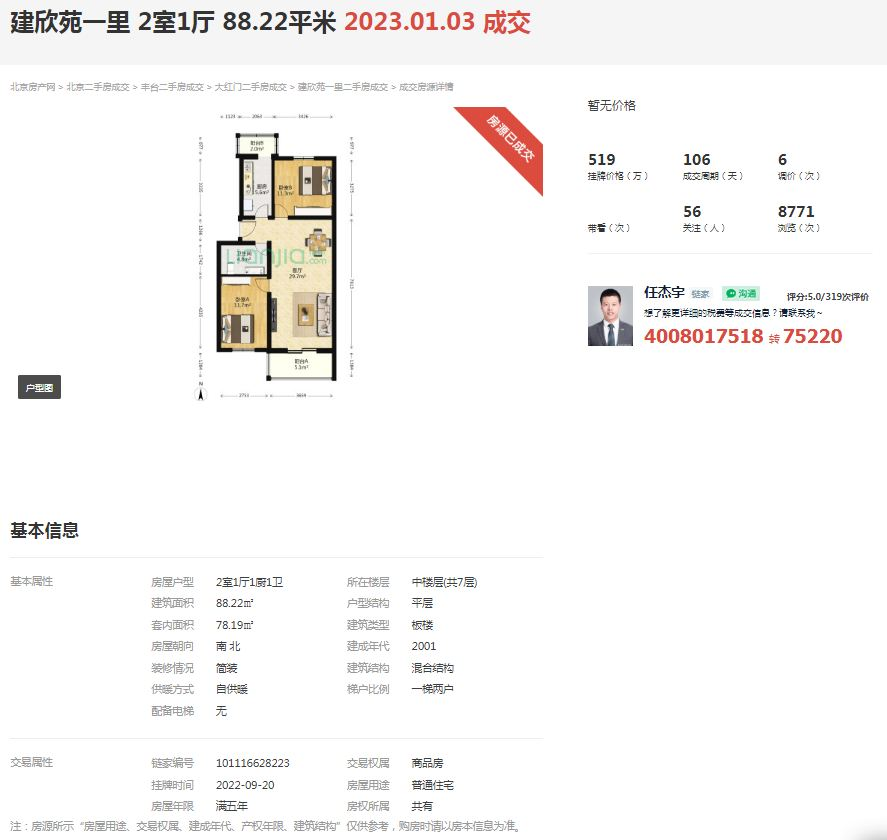 建欣苑一里 2室1厅 88.22平米 2023.01.03 成交
北京房产网 > 北京二手房成交 > 丰台二手房成交 > 大红门二手房成交 > 建欣苑一里二手房成交 > 成交房源详情
房源已成交
阳台B
2.0m²
厨房
5.6m²
卧室B
11.3m²
lianjia.com
卫生间
客厅
29.7m²
卧室A
11.7m²
阳台A
5.3m²
N
户型图
暂无价格
519 106 6
挂牌价格（万） 成交周期（天） 调价（次）
56 8771
带看（次） 关注（人） 浏览（次）
任杰宇 链家 沟通 评分:5.0/319次评价
想了解更详细的税费等成交信息？请联系我~
4008017518 转 75220
基本信息
基本属性 房屋户型 2室1厅1厨1卫 所在楼层 中楼层(共7层)
建筑面积 88.22㎡ 户型结构 平层
套内面积 78.19㎡ 建筑类型 板楼
房屋朝向 南 北 建成年代 2001
装修情况 简装 建筑结构 混合结构
供暖方式 自供暖 梯户比例 一梯两户
配备电梯 无
交易属性 链家编号 101116628223 交易权属 商品房
挂牌时间 2022-09-20 房屋用途 普通住宅
房屋年限 满五年 房权所属 共有
注：房源所示“房屋用途、交易权属、建成年代、产权年限、建筑结构”仅供参考，购房时请以房本信息为准。